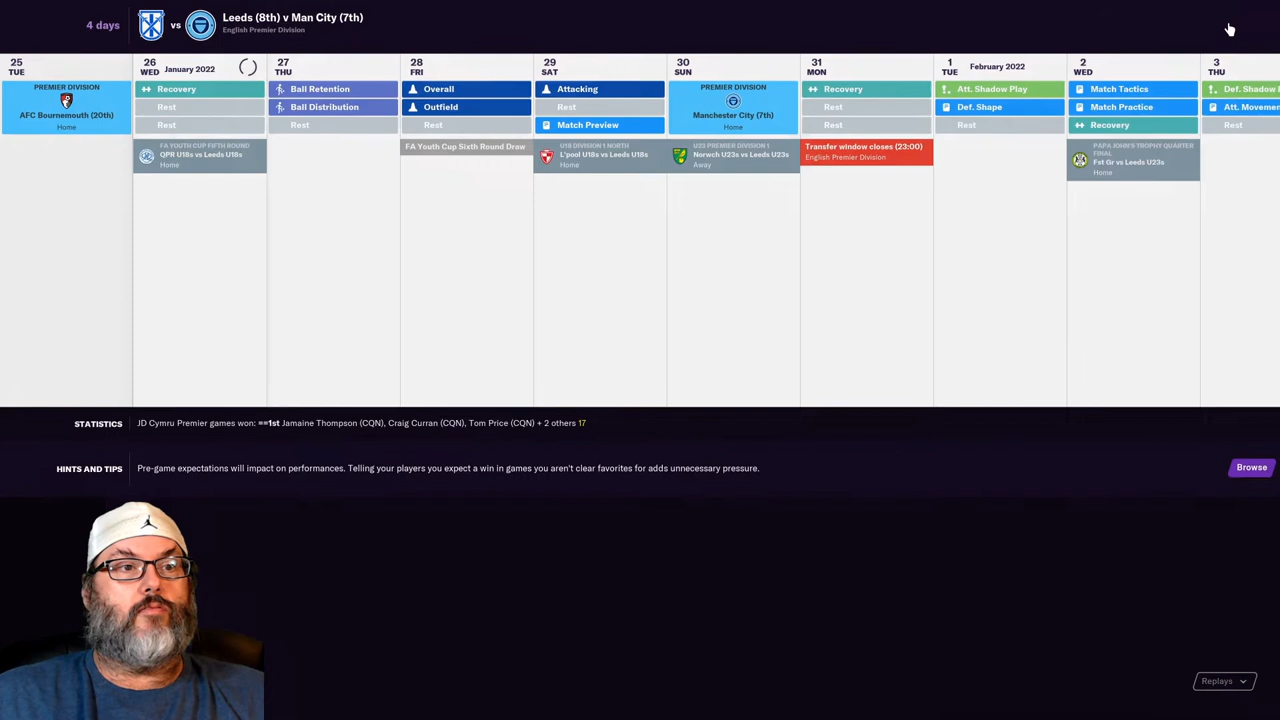 4 days
vs
Leeds (8th) v Man City (7th)
English Premier Division
25
TUE
26
WED
January 2022
27
THU
28
FRI
29
SAT
30
SUN
31
MON
1
TUE
February 2022
2
WED
3
THU
PREMIER DIVISION
AFC Bournemouth (20th)
Home
Recovery
Rest
Rest
FA YOUTH CUP FIFTH ROUND
QPR U18s vs Leeds U18s
Home
Ball Retention
Ball Distribution
Rest
Overall
Outfield
Rest
FA Youth Cup Sixth Round Draw
Attacking
Rest
Match Preview
U18 DIVISION 1 NORTH
L'pool U18s vs Leeds U18s
Home
PREMIER DIVISION
Manchester City (7th)
Home
U23 PREMIER DIVISION 1
Norwch U23s vs Leeds U23s
Away
Recovery
Rest
Rest
Transfer window closes (23:00)
English Premier Division
Att. Shadow Play
Def. Shape
Rest
Match Tactics
Match Practice
Recovery
PAPA JOHN'S TROPHY QUARTER
FINAL
Fst Gr vs Leeds U23s
Home
Def. Shadow
Att. Movemen
Rest
STATISTICS
JD Cymru Premier games won: ==1st Jamaine Thompson (CQN), Craig Curran (CQN), Tom Price (CQN) + 2 others 17
HINTS AND TIPS
Pre-game expectations will impact on performances. Telling your players you expect a win in games you aren't clear favorites for adds unnecessary pressure.
Browse
Replays